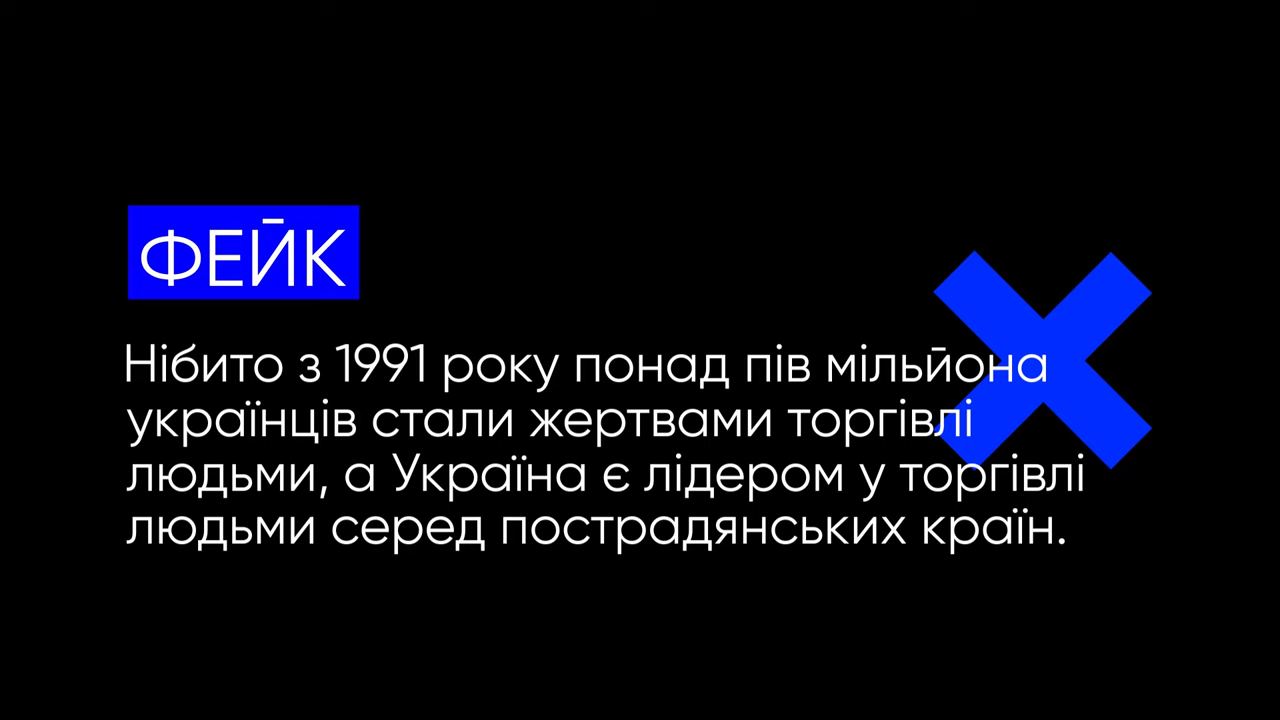 ФЕЙК
Нібито з 1991 року понад пів мільйона
українців стали жертвами торгівлі
людьми, а Україна є лідером у торгівлі
людьми серед пострадянських країн.